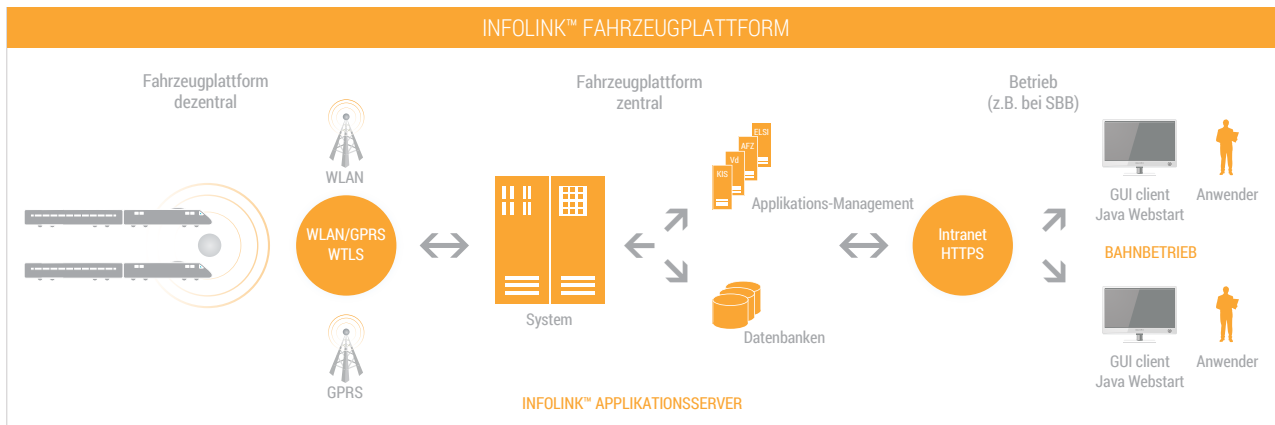 INFOLINK™ FAHRZEUGPLATTFORM
Fahrzeugplattform
dezentral
WLAN
WLAN/GPRS
WTLS
GPRS
Fahrzeugplattform
zentral
System
ELSI
AFZ
Vd
KIS
Applikations-Management
Datenbanken
INFOLINK™ APPLIKATIONSSERVER
Intranet
HTTPS
Betrieb
(z.B. bei SBB)
GUI client
Java Webstart
Anwender
BAHNBETRIEB
GUI client
Java Webstart
Anwender